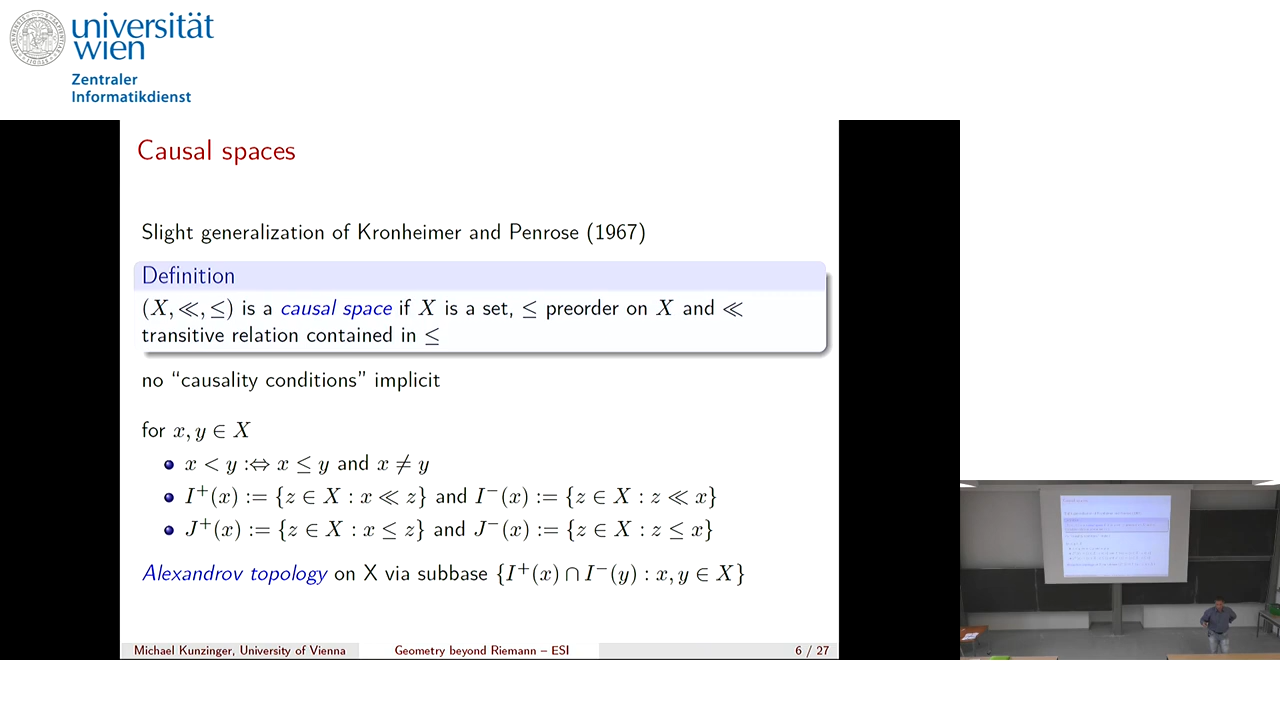 universität
wien
Zentraler
Informatikdienst
Causal spaces
Slight generalization of Kronheimer and Penrose (1967)
Definition
(X, ≪, ≤) is a causal space if X is a set, ≤ preorder on X and ≪
transitive relation contained in ≤
no “causality conditions” implicit
for x, y ∈ X
x < y :⇔ x ≤ y and x ≠ y
I⁺(x) := {z ∈ X : x ≪ z} and I⁻(x) := {z ∈ X : z ≪ x}
J⁺(x) := {z ∈ X : x ≤ z} and J⁻(x) := {z ∈ X : z ≤ x}
Alexandrov topology on X via subbase {I⁺(x) ∩ I⁻(y) : x, y ∈ X}
Michael Kunzinger, University of Vienna Geometry beyond Riemann – ESI 6 / 27